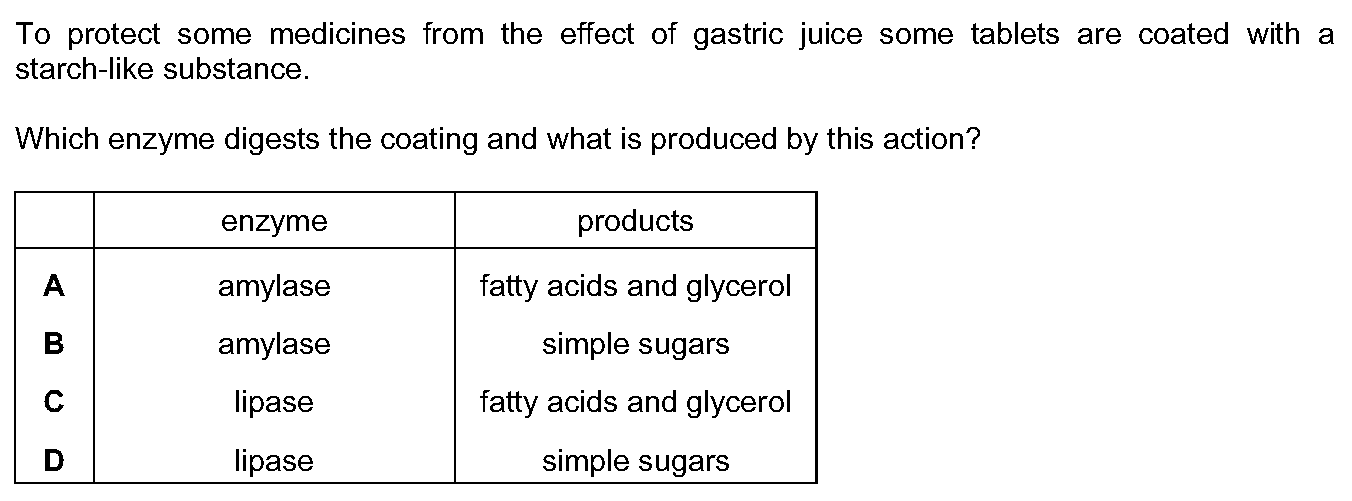 To protect some medicines from the effect of gastric juice some tablets are coated with a
starch-like substance.
Which enzyme digests the coating and what is produced by this action?
enzyme products
A amylase fatty acids and glycerol
B amylase simple sugars
C lipase fatty acids and glycerol
D lipase simple sugars